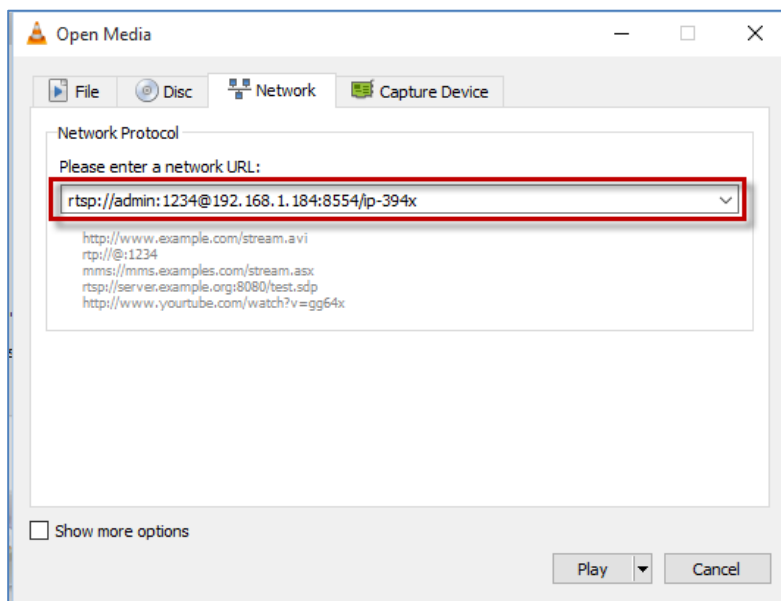 Open Media
File Disc Network Capture Device
Network Protocol
Please enter a network URL:
rtsp://admin:1234@192.168.1.184:8554/ip-394x
http://www.example.com/stream.avi
rtp://@:1234
mms://mms.examples.com/stream.asx
rtsp://server.example.org:8080/test.sdp
http://www.yourtube.com/watch?v=gg64x
Show more options
Play Cancel